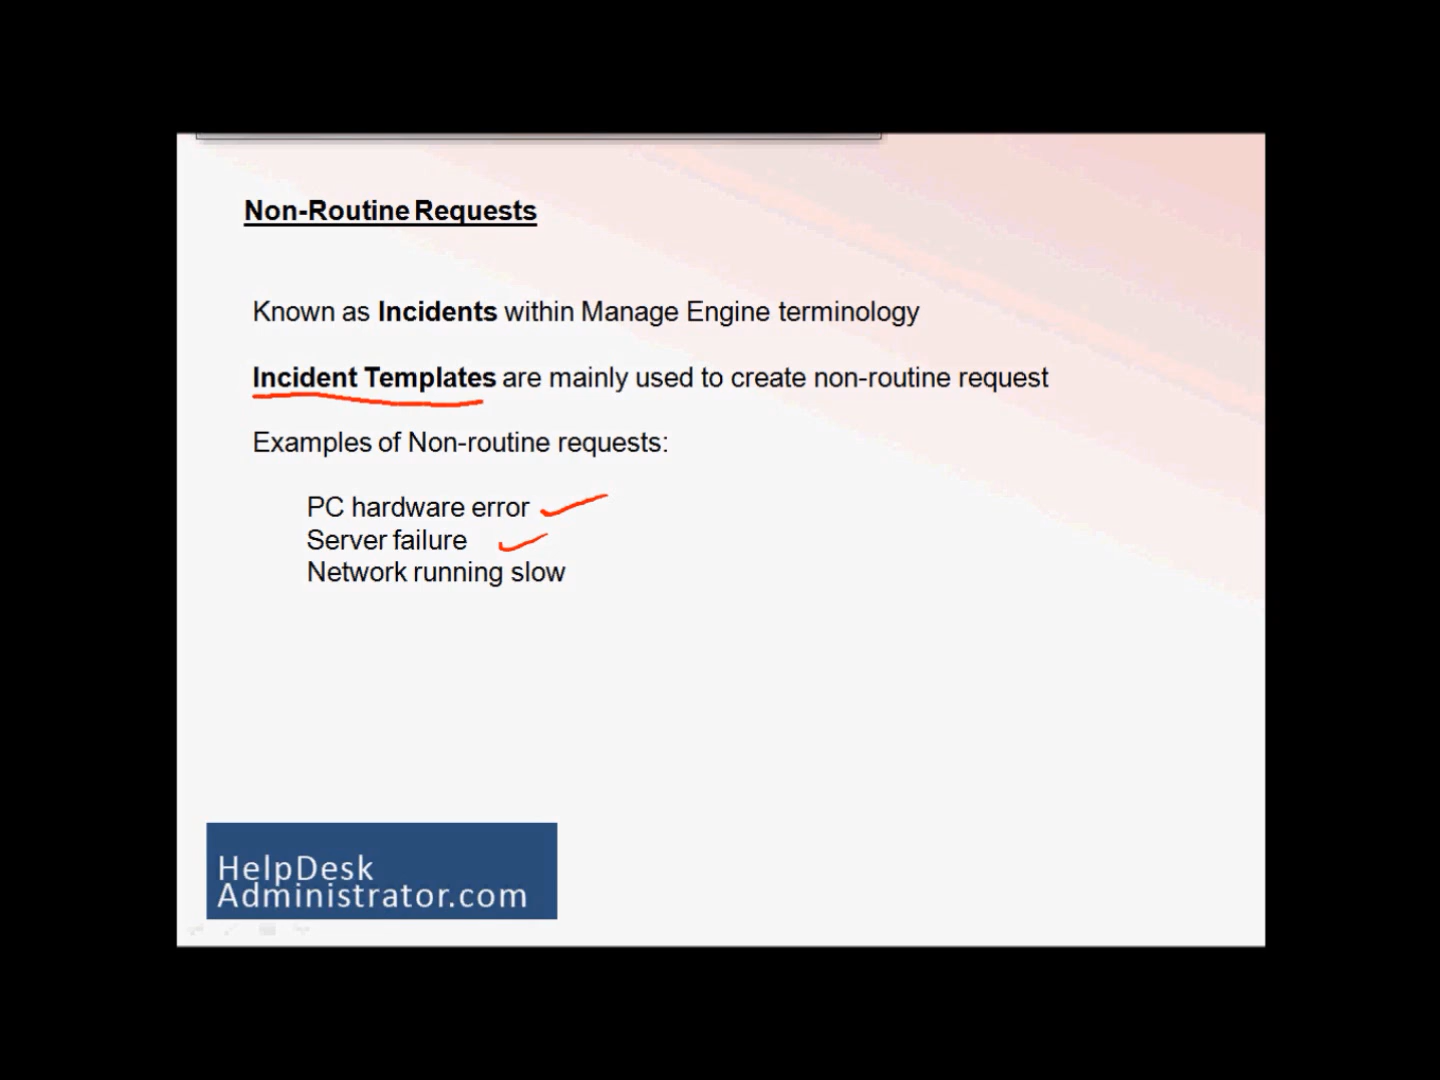 Non-Routine Requests
Known as Incidents within Manage Engine terminology
Incident Templates are mainly used to create non-routine request
Examples of Non-routine requests:
PC hardware error
Server failure
Network running slow
HelpDesk
Administrator.com